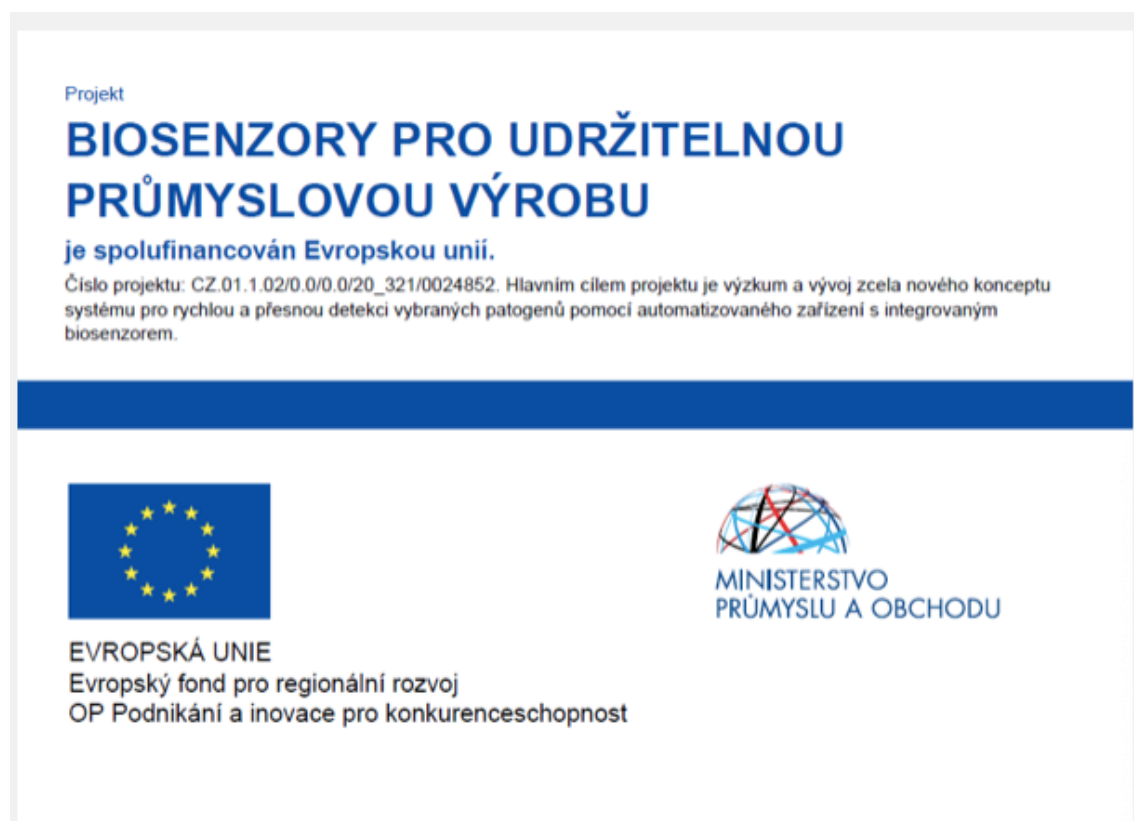 Projekt
BIOSENZORY PRO UDRŽITELNOU
PRŮMYSLOVOU VÝROBU
je spolufinancován Evropskou unií.
Číslo projektu: CZ.01.1.02/0.0/0.0/20_321/0024852. Hlavním cílem projektu je výzkum a vývoj zcela nového konceptu
systému pro rychlou a přesnou detekci vybraných patogenů pomocí automatizovaného zařízení s integrovaným
biosenzorem.
MINISTERSTVO
PRŮMYSLU A OBCHODU
EVROPSKÁ UNIE
Evropský fond pro regionální rozvoj
OP Podnikání a inovace pro konkurenceschopnost